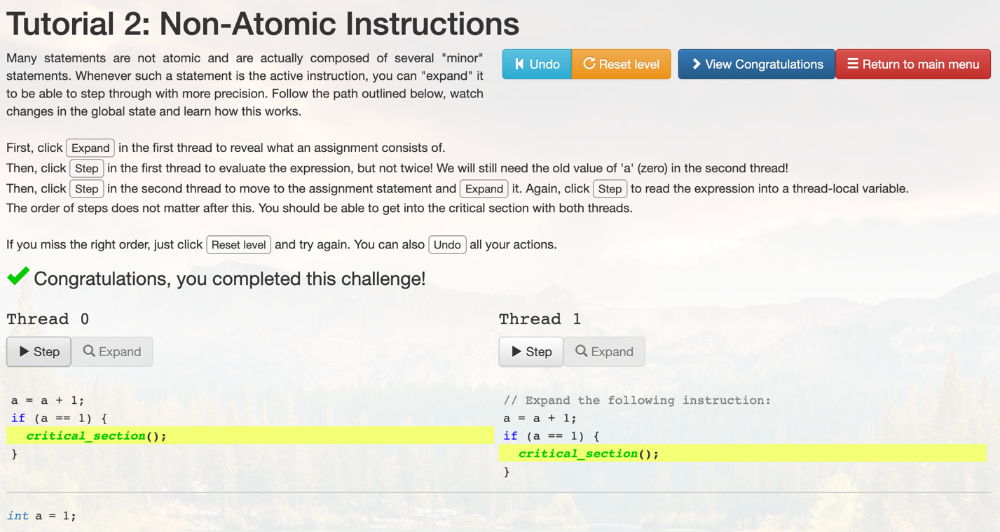 Tutorial 2: Non-Atomic Instructions
Many statements are not atomic and are actually composed of several "minor"
statements. Whenever such a statement is the active instruction, you can "expand" it
to be able to step through with more precision. Follow the path outlined below, watch
changes in the global state and learn how this works.
Undo Reset level View Congratulations Return to main menu
First, click Expand in the first thread to reveal what an assignment consists of.
Then, click Step in the first thread to evaluate the expression, but not twice! We will still need the old value of 'a' (zero) in the second thread!
Then, click Step in the second thread to move to the assignment statement and Expand it. Again, click Step to read the expression into a thread-local variable.
The order of steps does not matter after this. You should be able to get into the critical section with both threads.
If you miss the right order, just click Reset level and try again. You can also Undo all your actions.
Congratulations, you completed this challenge!
Thread 0
Step Expand
a = a + 1;
if (a == 1) {
critical_section();
}
Thread 1
Step Expand
// Expand the following instruction:
a = a + 1;
if (a == 1) {
critical_section();
}
int a = 1;